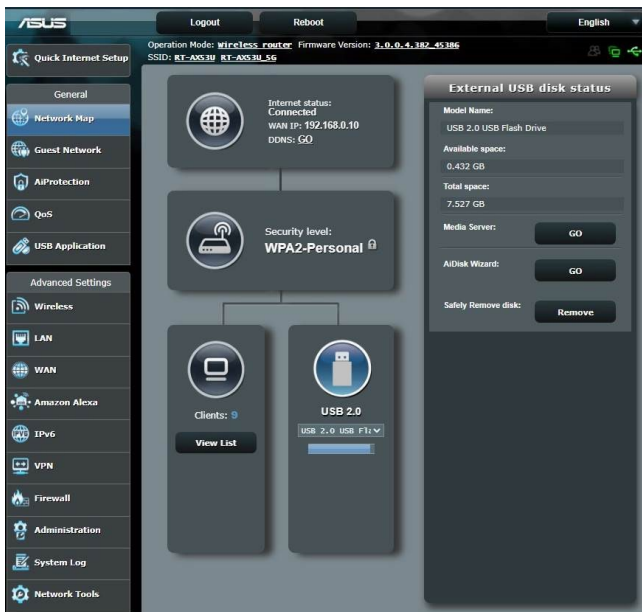 ASUS
Logout
Reboot
English
Quick Internet Setup
Operation Mode: Wireless router Firmware Version: 3.0.0.4.382_45386
SSID: RT-AX53U RT-AX53U_5G
General
Network Map
Guest Network
AiProtection
QoS
USB Application
Advanced Settings
Wireless
LAN
WAN
Amazon Alexa
IPv6
VPN
Firewall
Administration
System Log
Network Tools
Internet status:
Connected
WAN IP: 192.168.0.10
DDNS: GO
Security level:
WPA2-Personal
Clients: 9
View List
USB 2.0
USB 2.0 USB Fla
External USB disk status
Model Name:
USB 2.0 USB Flash Drive
Available space:
0.432 GB
Total space:
7.527 GB
Media Server:
GO
AiDisk Wizard:
GO
Safely Remove disk:
Remove